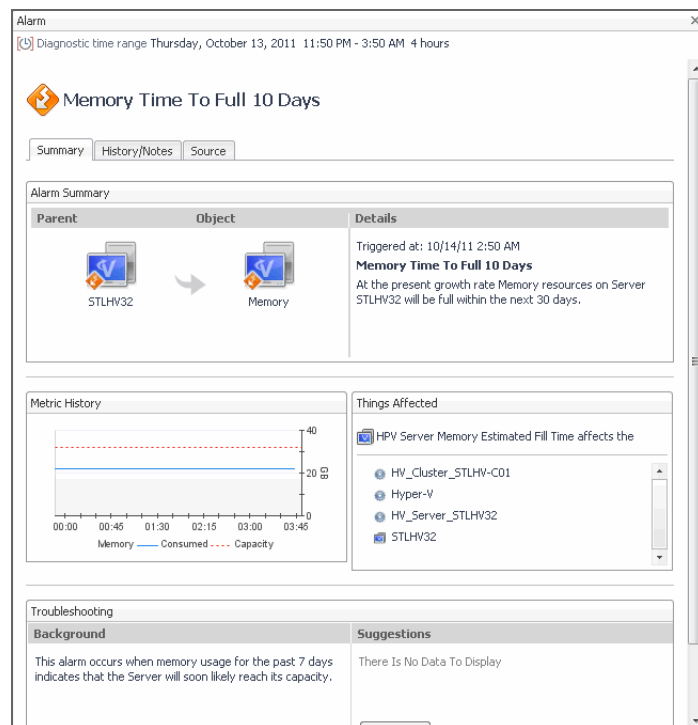 Alarm
Diagnostic time range Thursday, October 13, 2011 11:50 PM - 3:50 AM 4 hours
Memory Time To Full 10 Days
Summary History/Notes Source
Alarm Summary
Parent Object Details
Triggered at: 10/14/11 2:50 AM
Memory Time To Full 10 Days
At the present growth rate Memory resources on Server
STLHV32 will be full within the next 30 days.
STLHV32 Memory
Metric History
40
20
0
GB
00:00 00:45 01:30 02:15 03:00 03:45
Memory Consumed Capacity
Things Affected
HPV Server Memory Estimated Fill Time affects the
HV_Cluster_STLHV-C01
Hyper-V
HV_Server_STLHV32
STLHV32
Troubleshooting
Background Suggestions
This alarm occurs when memory usage for the past 7 days
indicates that the Server will soon likely reach its capacity.
There Is No Data To Display